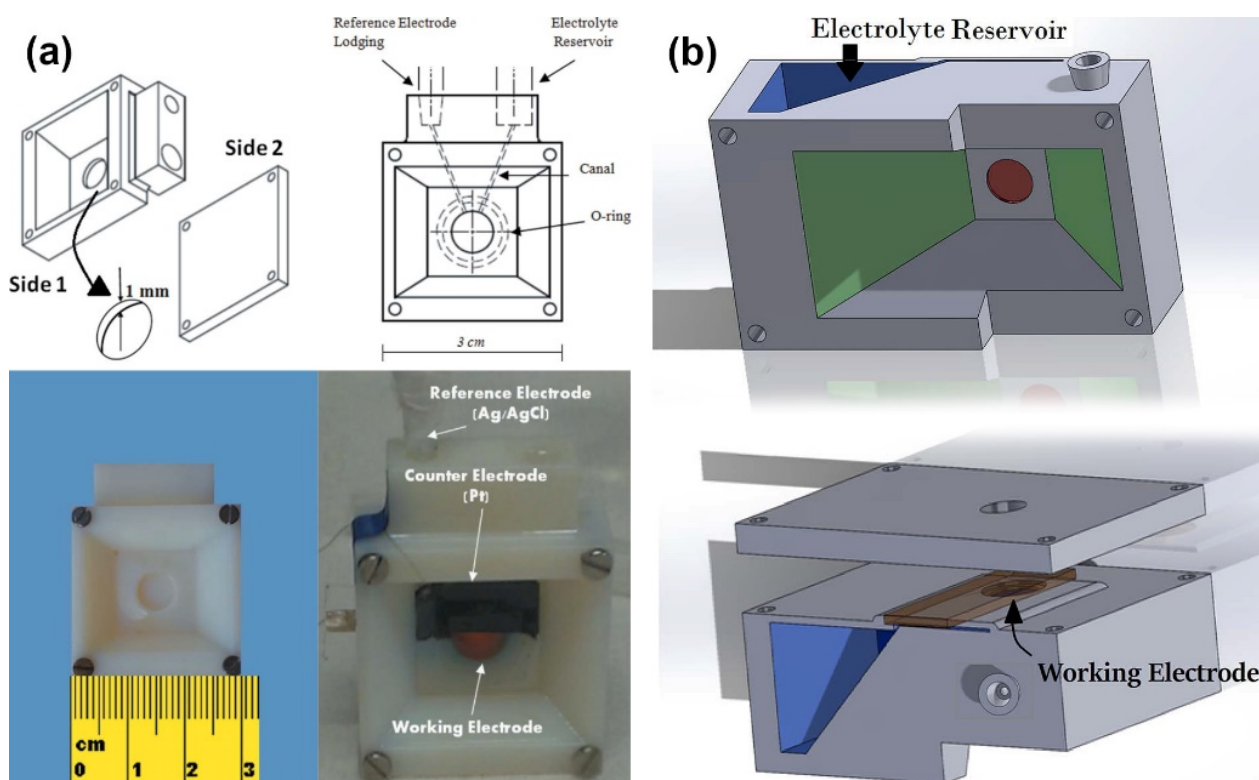 (a)
Reference Electrode
Lodging
Electrolyte
Reservoir
Side 2
Canal
O-ring
Side 1
1 mm
3 cm
Reference Electrode
(Ag/AgCl)
Counter Electrode
(Pt)
Working Electrode
cm
0 1 2 3
(b)
Electrolyte Reservoir
Working Electrode